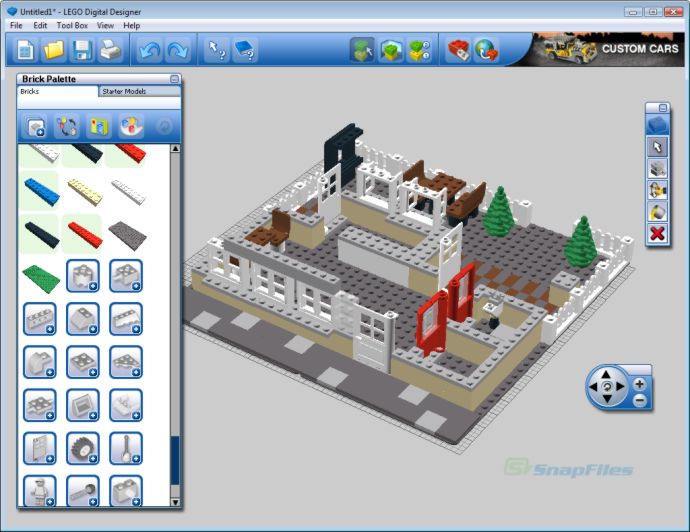 Untitled1* - LEGO Digital Designer
File Edit Tool Box View Help
CUSTOM CARS
Brick Palette
Bricks
Starter Models
SnapFiles